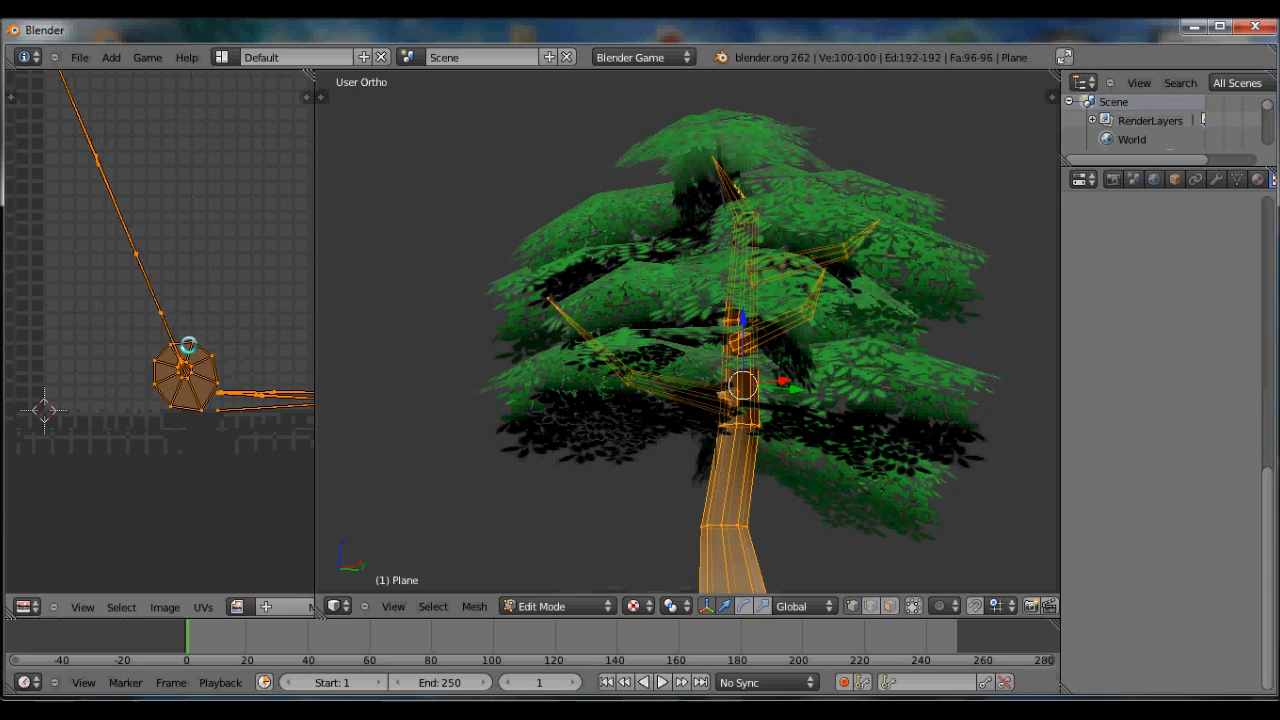 Blender
File Add Game Help Default Scene Blender Game blender.org 262 | Ve:100-100 | Ed:192-192 | Fa:96-96 | Plane
User Ortho
View Search All Scenes
Scene
RenderLayers
World
(1) Plane
View Select Image UVs
View Select Mesh Edit Mode Global
-40 -20 0 20 40 60 80 100 120 140 160 180 200 220 240 260 280
View Marker Frame Playback Start: 1 End: 250 1 No Sync